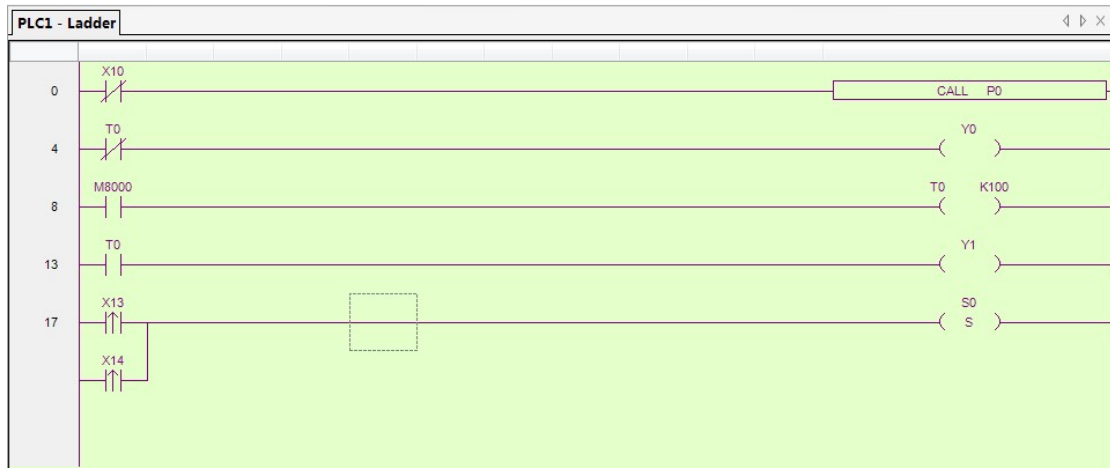 PLC1 - Ladder
X10
0 CALL P0
T0 Y0
4
M8000 T0 K100
8
T0 Y1
13
X13 S0
17 S
X14